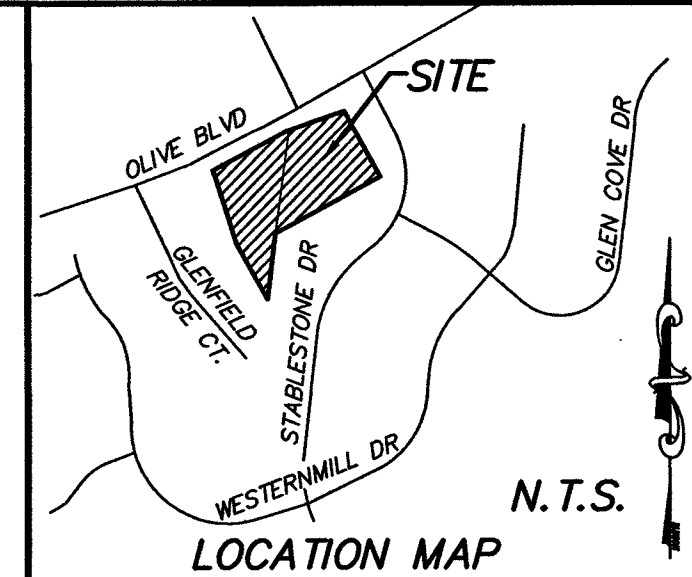 SITE
OLIVE BLVD
GLEN COVE DR
GLENFIELD
RIDGE CT.
STABLESTONE DR
WESTERNMILL DR
N.T.S.
LOCATION MAP